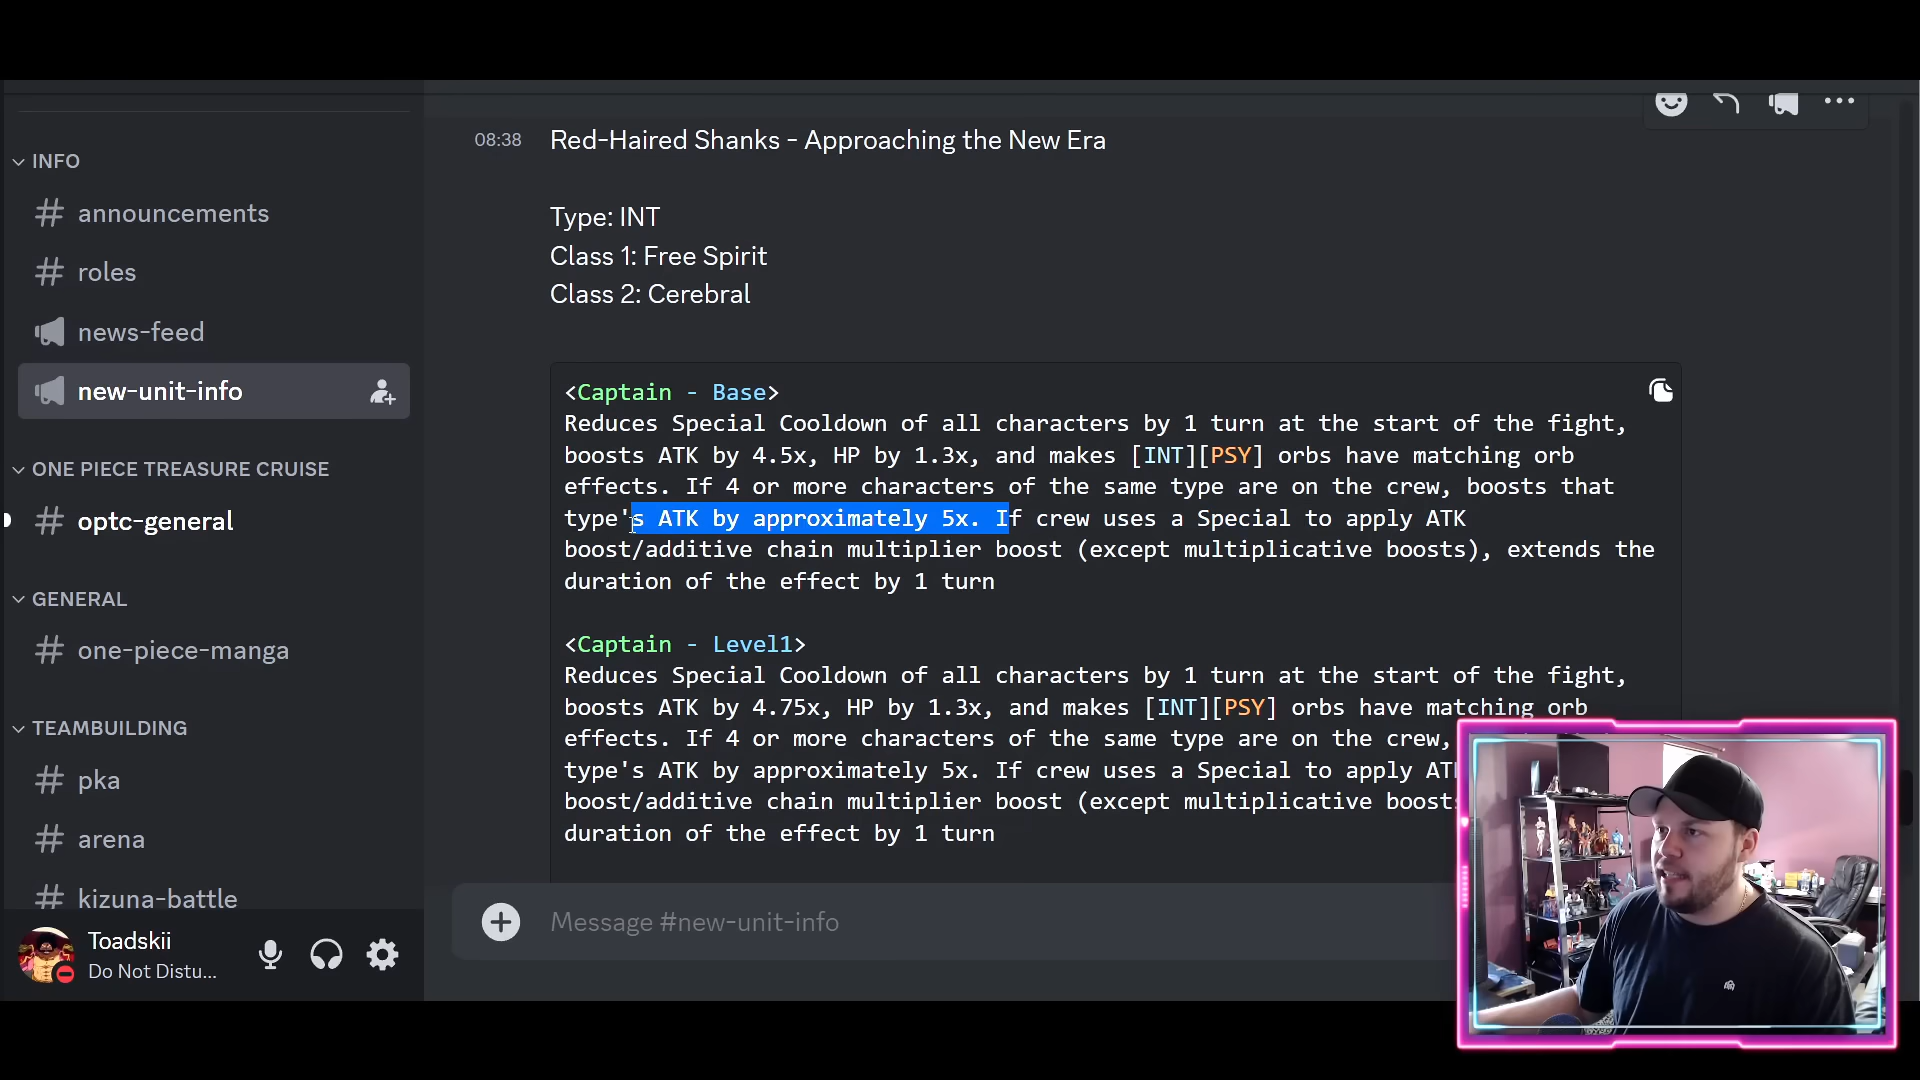 INFO
announcements
roles
news-feed
new-unit-info
ONE PIECE TREASURE CRUISE
optc-general
GENERAL
one-piece-manga
TEAMBUILDING
pka
arena
kizuna-battle
Toadskii
Do Not Distu...
08:38 Red-Haired Shanks - Approaching the New Era
Type: INT
Class 1: Free Spirit
Class 2: Cerebral
<Captain - Base>
Reduces Special Cooldown of all characters by 1 turn at the start of the fight,
boosts ATK by 4.5x, HP by 1.3x, and makes [INT][PSY] orbs have matching orb
effects. If 4 or more characters of the same type are on the crew, boosts that
type's ATK by approximately 5x. If crew uses a Special to apply ATK
boost/additive chain multiplier boost (except multiplicative boosts), extends the
duration of the effect by 1 turn
<Captain - Level1>
Reduces Special Cooldown of all characters by 1 turn at the start of the fight,
boosts ATK by 4.75x, HP by 1.3x, and makes [INT][PSY] orbs have matching orb
effects. If 4 or more characters of the same type are on the crew,
type's ATK by approximately 5x. If crew uses a Special to apply
boost/additive chain multiplier boost (except multiplicative
duration of the effect by 1 turn
Message #new-unit-info